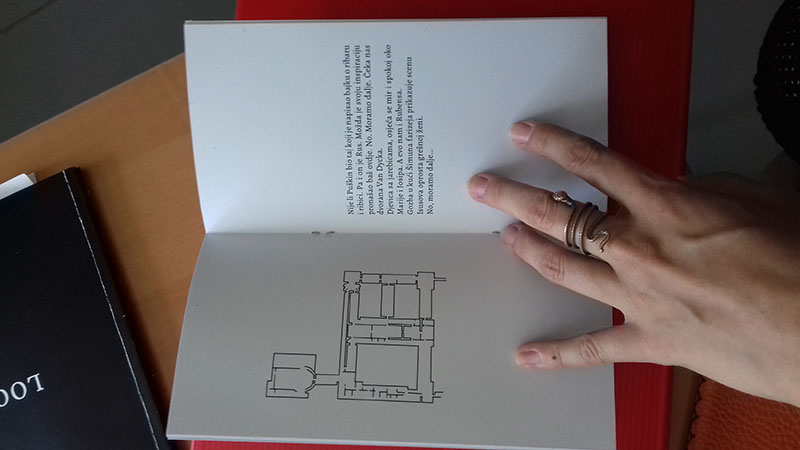 Nije li Puškin bio taj koji je napisao bajku o ribaru
i ribici. Pa i on je Rus. Možda je svoju inspiraciju
pronašao baš ovdje. No. Moramo dalje. Čeka nas
dvorana Van Dycka.
Djevica sa jarebicama, osjeća se mir i spokoj oko
Marije i Josipa. A evo nam i Rubensa.
Gozba u kući Šimuna farizeja prikazuje scenu
Isusova oprosta grešnoj ženi.
No, moramo dalje...